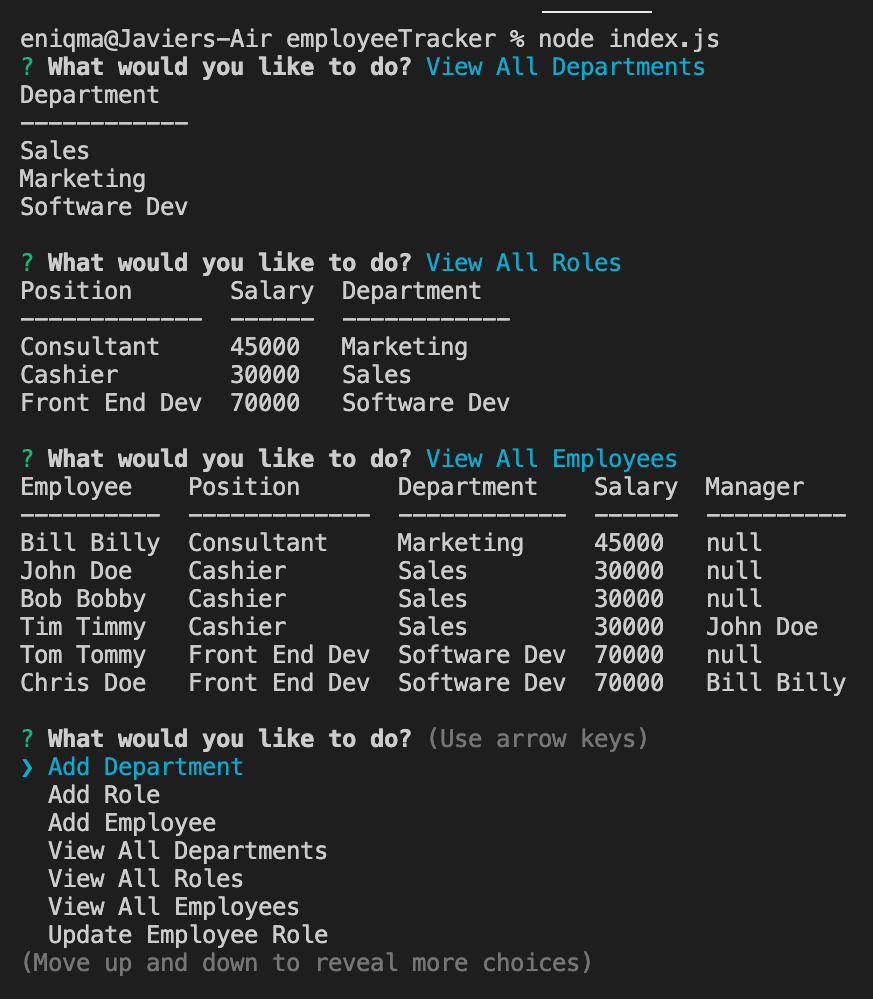 eniqma@Javiers-Air employeeTracker % node index.js
? What would you like to do? View All Departments
Department
------------
Sales
Marketing
Software Dev
? What would you like to do? View All Roles
Position       Salary  Department
-------------  ------  ------------
Consultant     45000   Marketing
Cashier        30000   Sales
Front End Dev  70000   Software Dev
? What would you like to do? View All Employees
Employee    Position       Department    Salary  Manager
----------  -------------  ------------  ------  ----------
Bill Billy  Consultant     Marketing     45000   null
John Doe    Cashier        Sales         30000   null
Bob Bobby   Cashier        Sales         30000   null
Tim Timmy   Cashier        Sales         30000   John Doe
Tom Tommy   Front End Dev  Software Dev  70000   null
Chris Doe   Front End Dev  Software Dev  70000   Bill Billy
? What would you like to do? (Use arrow keys)
❯ Add Department
  Add Role
  Add Employee
  View All Departments
  View All Roles
  View All Employees
  Update Employee Role
(Move up and down to reveal more choices)